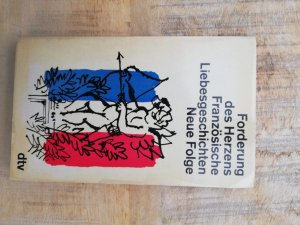 Forderung
des Herzens
Französische
Liebesgeschichten
Neue Folge
dtv